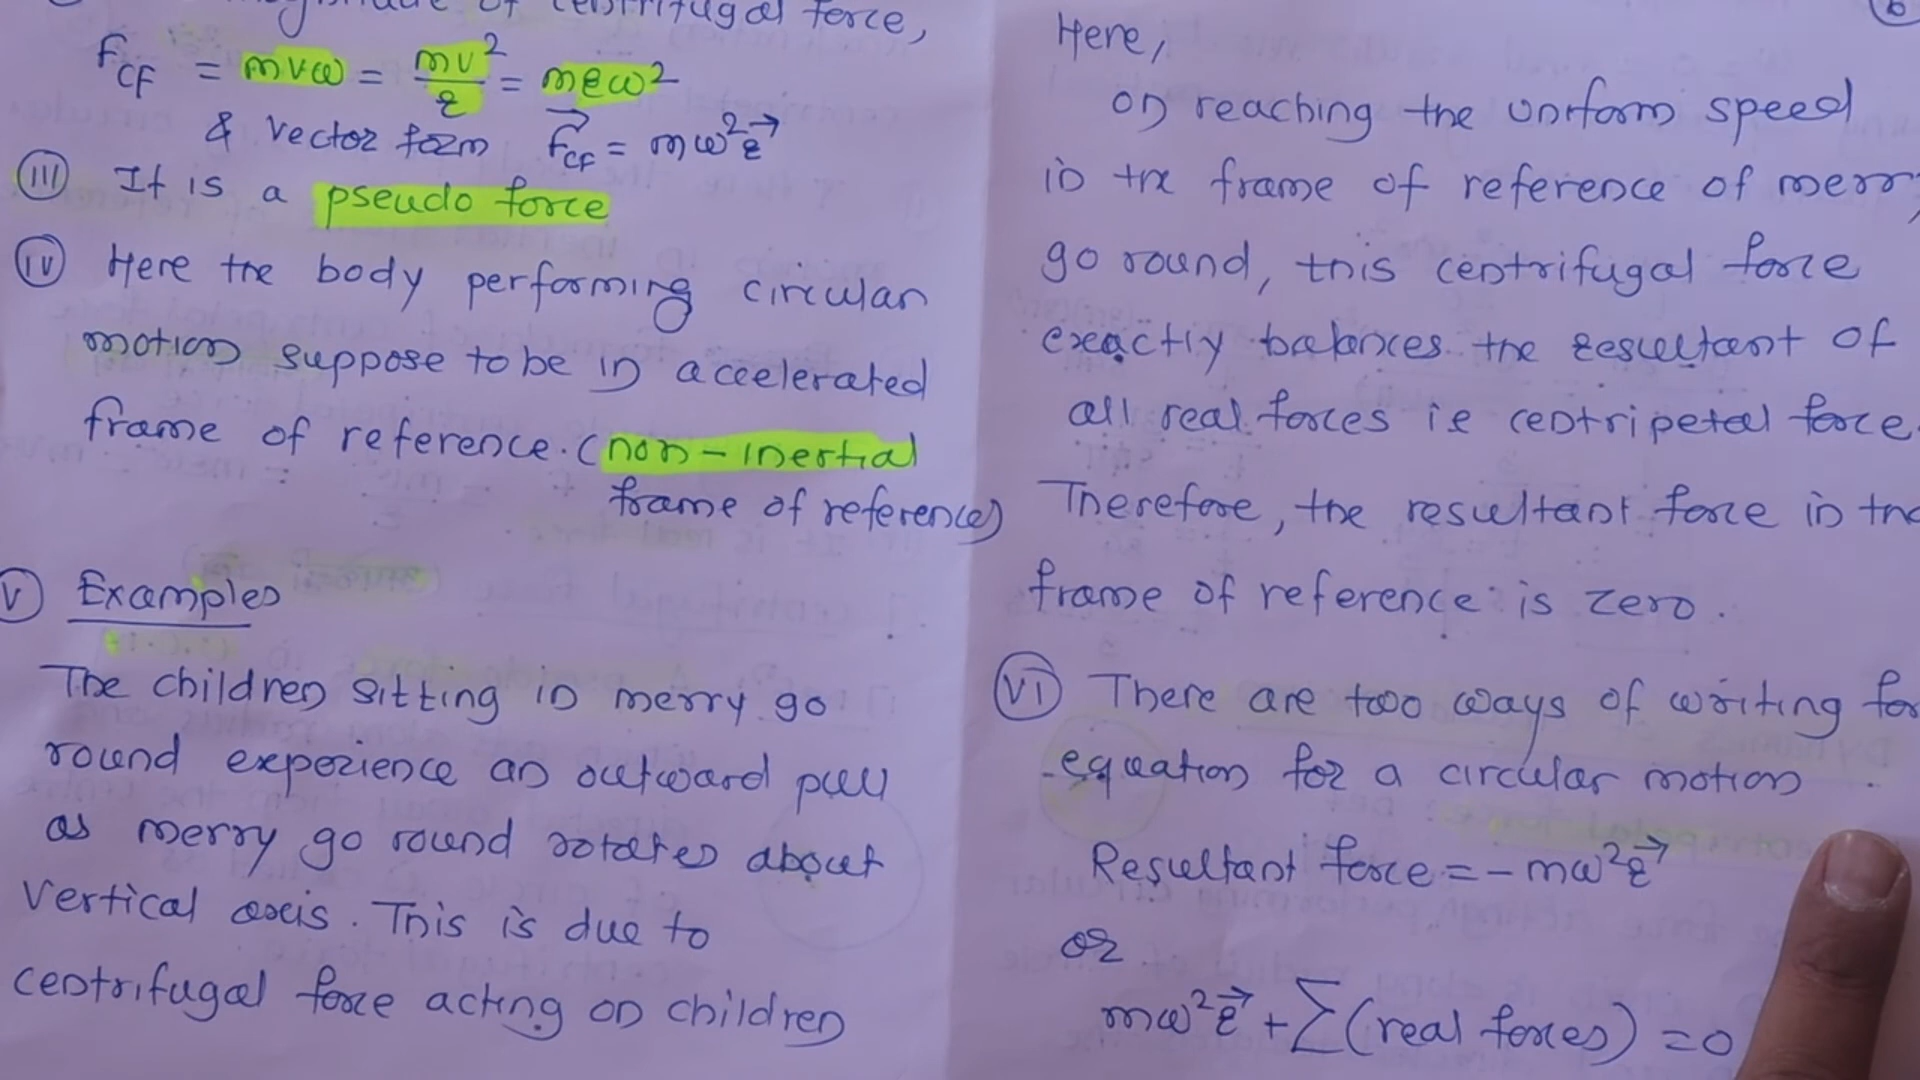 magnitude of centrifugal force,
F_CF = mvω = mv²/r = mrω²
& vector form F⃗_CF = mω²r⃗
(III) It is a pseudo force
(IV) Here the body performing circular
motion suppose to be in accelerated
frame of reference. (non-inertial
frame of reference)
V) Examples
The children sitting in merry go
round experience an outward pull
as merry go round rotates about
vertical axis. This is due to
centrifugal force acting on children
6
Here,
on reaching the uniform speed
in the frame of reference of merry
go round, this centrifugal force
exactly balances the resultant of
all real forces ie centripetal force.
Therefore, the resultant force in the
frame of reference is zero.
(VI) There are two ways of writing for
equation for a circular motion
Resultant force = -mω²r⃗
or
mω²r⃗ + Σ(real forces) = 0